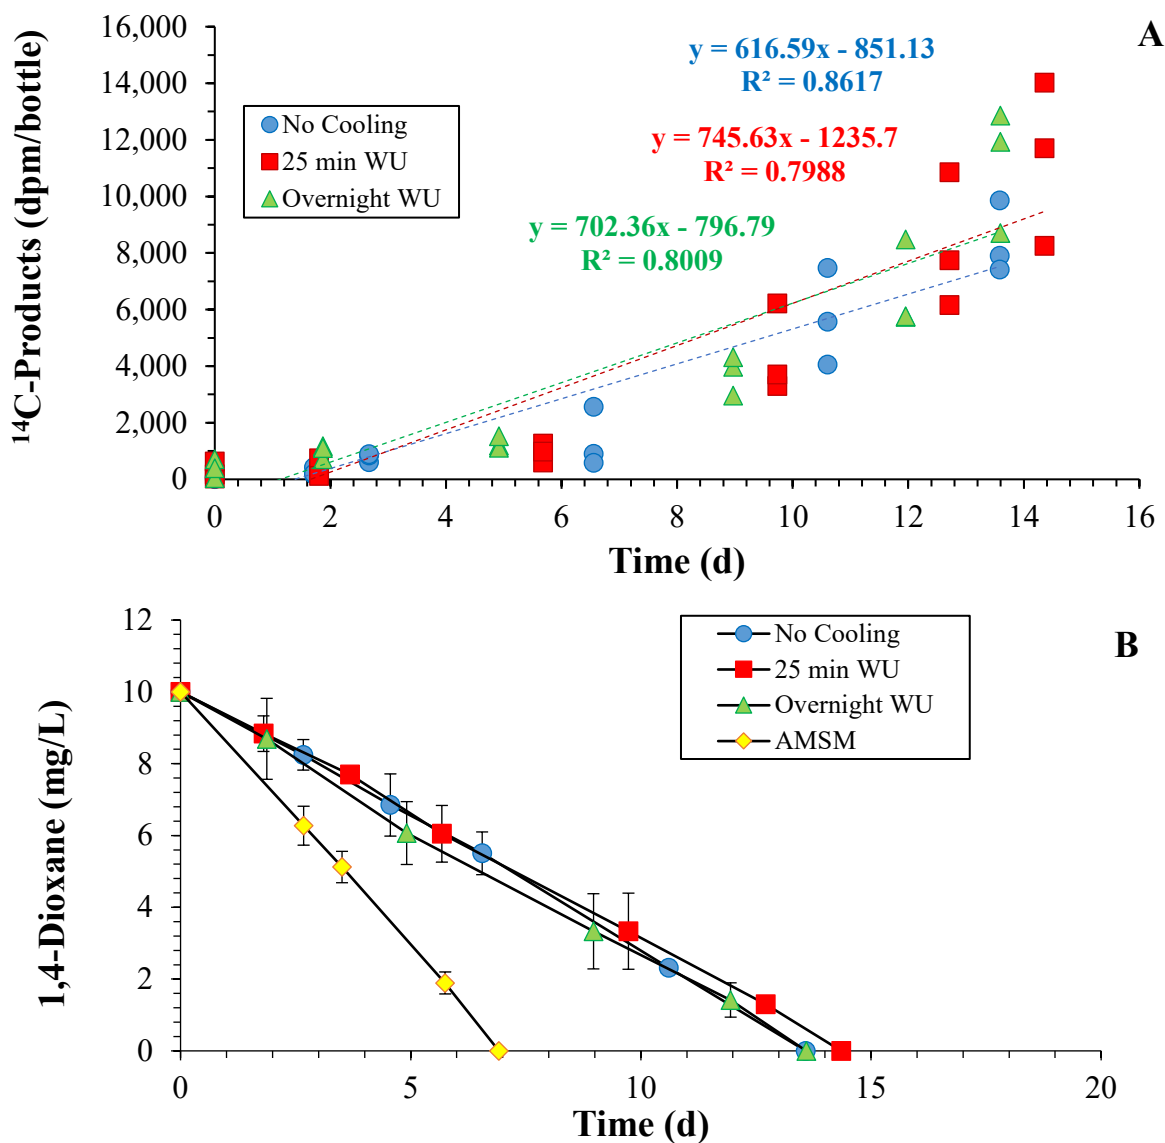 A
16,000
14,000
12,000
10,000
8,000
6,000
4,000
2,000
0
¹⁴C-Products (dpm/bottle)
No Cooling
25 min WU
Overnight WU
y = 616.59x - 851.13
R² = 0.8617
y = 745.63x - 1235.7
R² = 0.7988
y = 702.36x - 796.79
R² = 0.8009
0 2 4 6 8 10 12 14 16
Time (d)
B
12
10
8
6
4
2
0
1,4-Dioxane (mg/L)
No Cooling
25 min WU
Overnight WU
AMSM
0 5 10 15 20
Time (d)